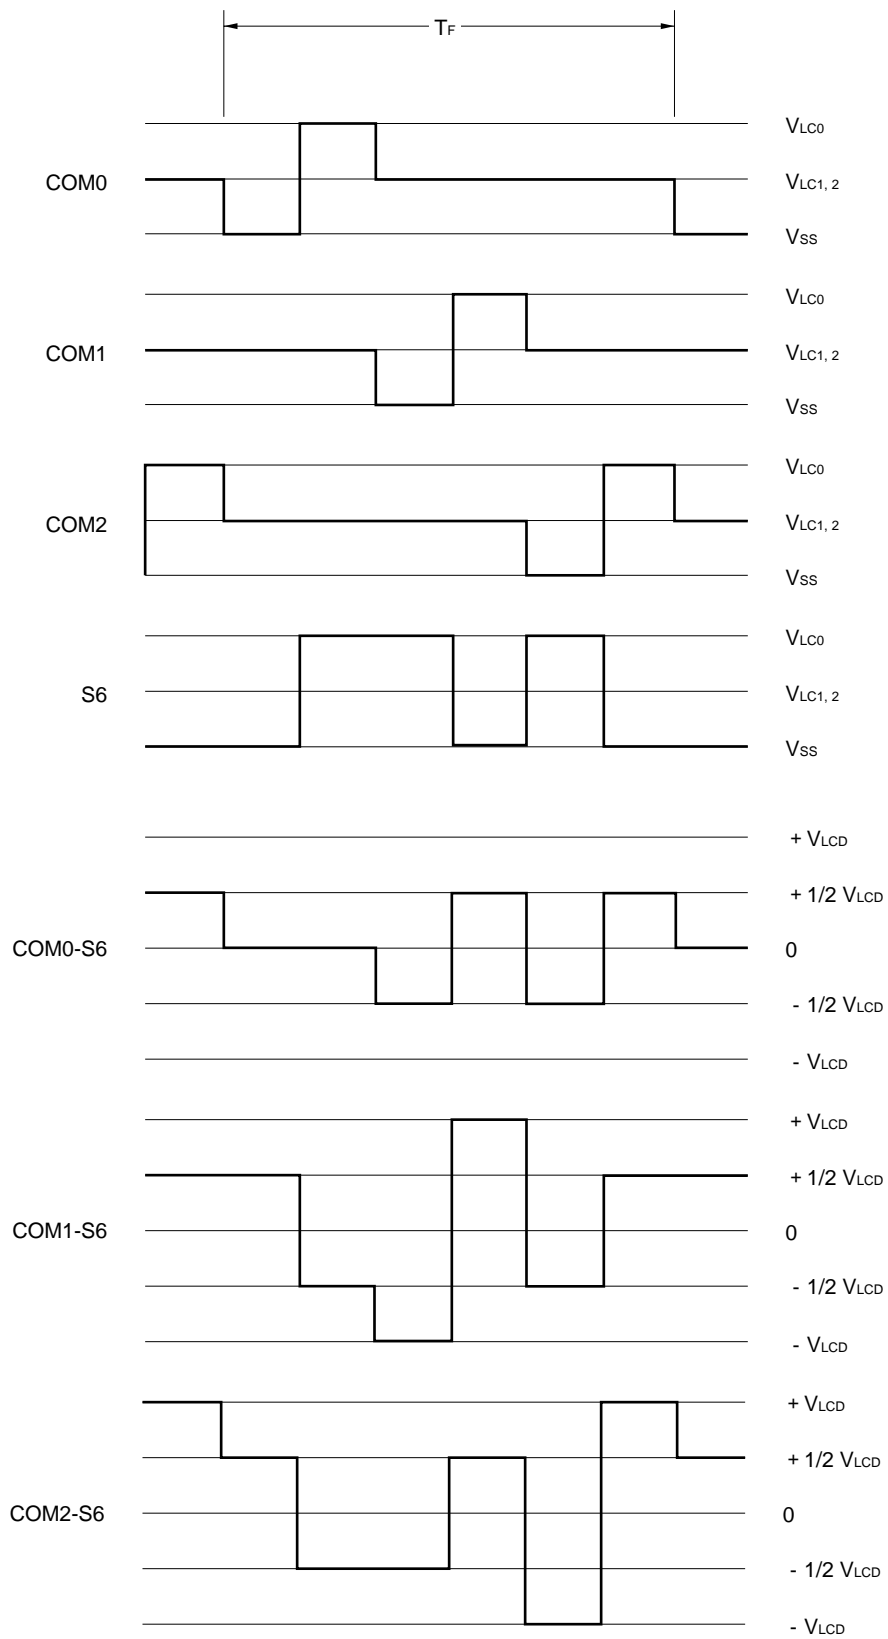 TF
VLC0
COM0
VLC1, 2
VSS
VLC0
COM1
VLC1, 2
VSS
VLC0
COM2
VLC1, 2
VSS
VLC0
S6
VLC1, 2
VSS
+ VLCD
+ 1/2 VLCD
COM0-S6
0
- 1/2 VLCD
- VLCD
+ VLCD
+ 1/2 VLCD
COM1-S6
0
- 1/2 VLCD
- VLCD
+ VLCD
+ 1/2 VLCD
COM2-S6
0
- 1/2 VLCD
- VLCD